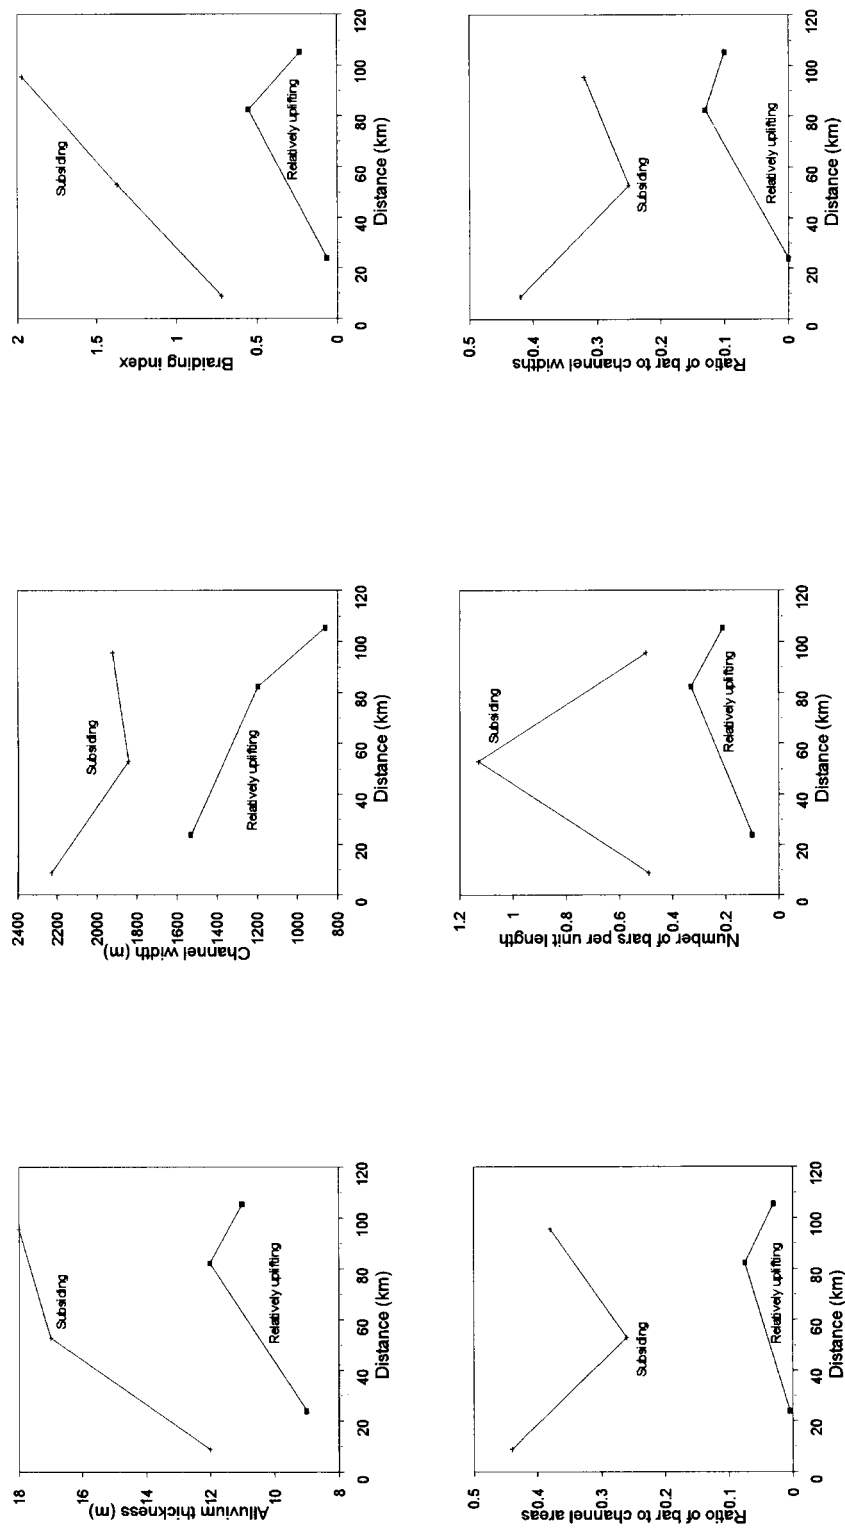 Alluvium thickness (m)
18
16
14
12
10
8
Subsiding
Relatively uplifting
0 20 40 60 80 100 120
Distance (km)
Channel width (m)
2400
2200
2000
1800
1600
1400
1200
1000
800
Subsiding
Relatively uplifting
0 20 40 60 80 100 120
Distance (km)
Braiding index
2
1.5
1
0.5
0
Subsiding
Relatively uplifting
0 20 40 60 80 100 120
Distance (km)
Ratio of bar to channel areas
0.5
0.4
0.3
0.2
0.1
0
Subsiding
Relatively uplifting
0 20 40 60 80 100 120
Distance (km)
Number of bars per unit length
1.2
1
0.8
0.6
0.4
0.2
0
Subsiding
Relatively uplifting
0 20 40 60 80 100 120
Distance (km)
Ratio of bar to channel widths
0.5
0.4
0.3
0.2
0.1
0
Subsiding
Relatively uplifting
0 20 40 60 80 100 120
Distance (km)